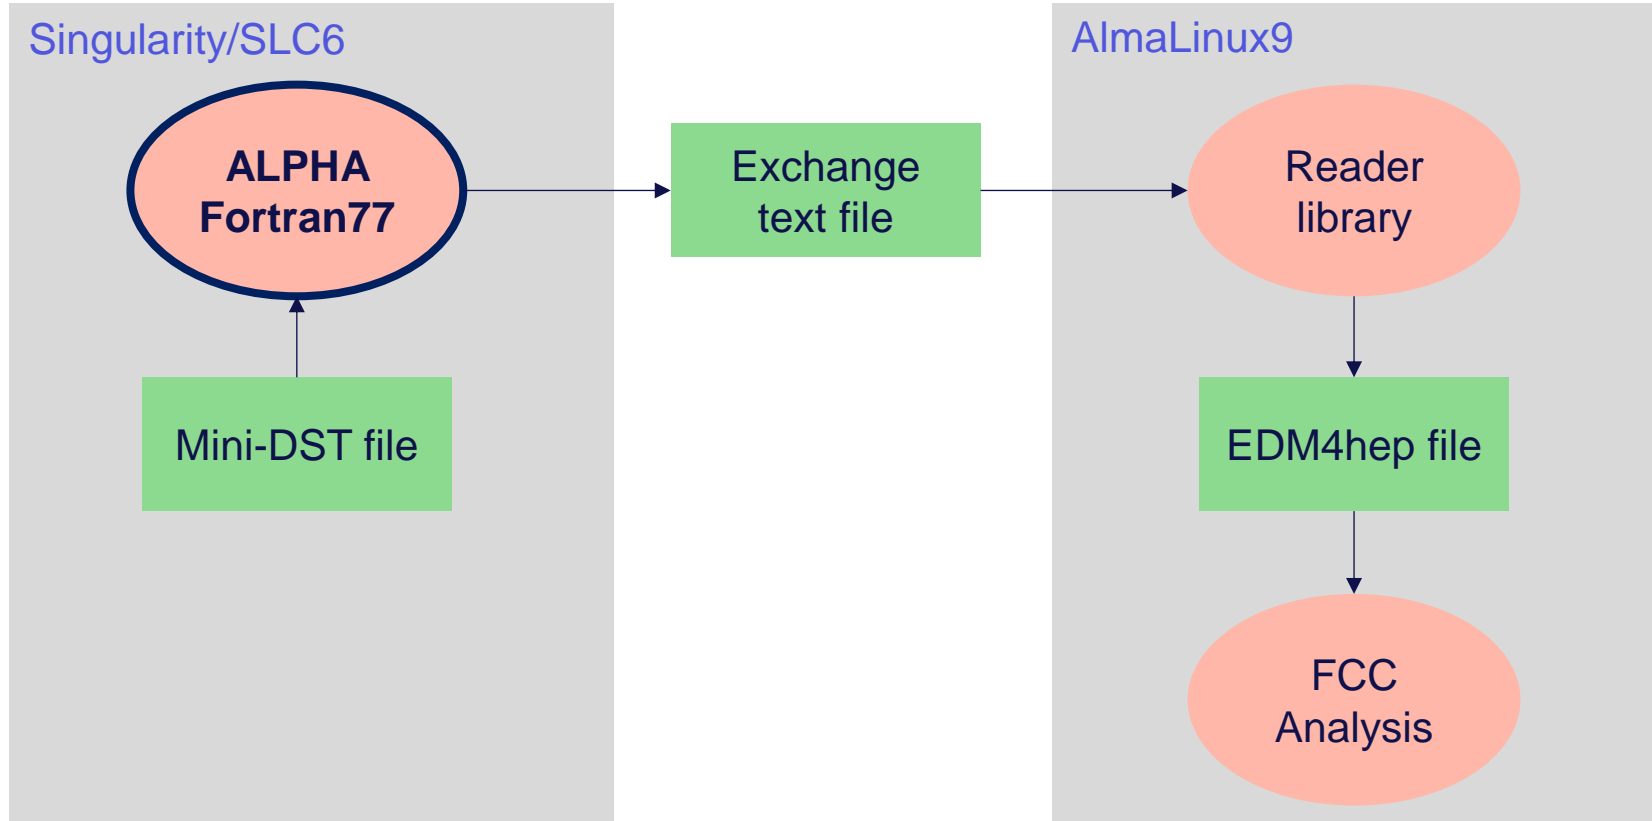 Singularity/SLC6
ALPHA
Fortran77
Mini-DST file
Exchange
text file
AlmaLinux9
Reader
library
EDM4hep file
FCC
Analysis